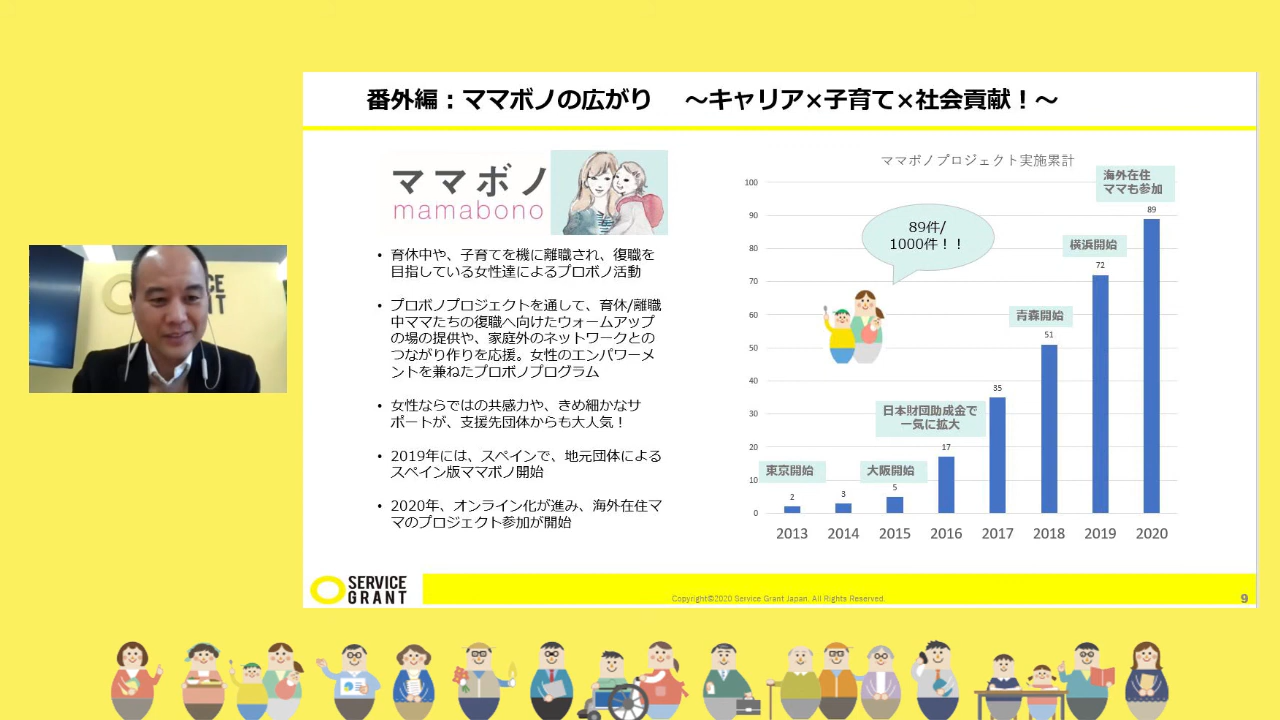 番外編：ママボノの広がり　～キャリア×子育て×社会貢献！～
ママボノ
mamabono
• 育休中や、子育てを機に離職され、復職を
目指している女性達によるプロボノ活動
• プロボノプロジェクトを通して、育休/離職
中ママたちの復職へ向けたウォームアップ
の場の提供や、家庭外のネットワークとの
つながり作りを応援。女性のエンパワーメ
ントを兼ねたプロボノプログラム
• 女性ならではの共感力や、きめ細かなサ
ポートが、支援先団体からも大人気！
• 2019年には、スペインで、地元団体による
スペイン版ママボノ開始
• 2020年、オンライン化が進み、海外在住マ
マのプロジェクト参加が開始
ママボノプロジェクト実施累計
100
90
80
70
60
50
40
30
20
10
0
89件/
1000件！！
東京開始
大阪開始
日本財団助成金で
一気に拡大
青森開始
横浜開始
海外在住
ママも参加
2
3
5
17
35
51
72
89
2013 2014 2015 2016 2017 2018 2019 2020
SERVICE
GRANT
Copyright©2020 Service Grant Japan. All Rights Reserved.
9